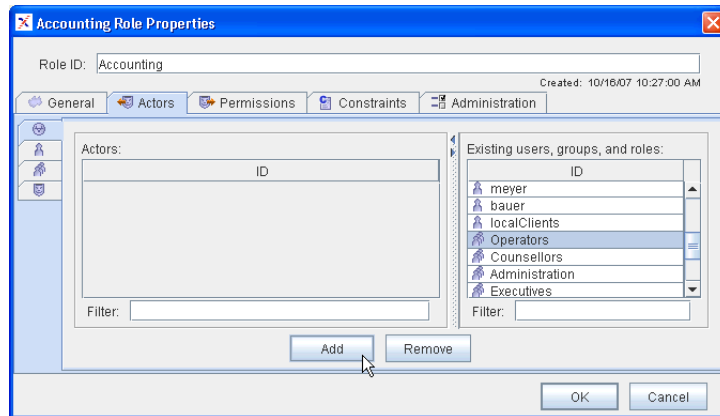 Accounting Role Properties
Role ID: Accounting
Created: 10/16/07 10:27:00 AM
General Actors Permissions Constraints Administration
Actors:
ID
Filter:
Existing users, groups, and roles:
ID
meyer
bauer
localClients
Operators
Counsellors
Administration
Executives
Filter:
Add Remove
OK Cancel